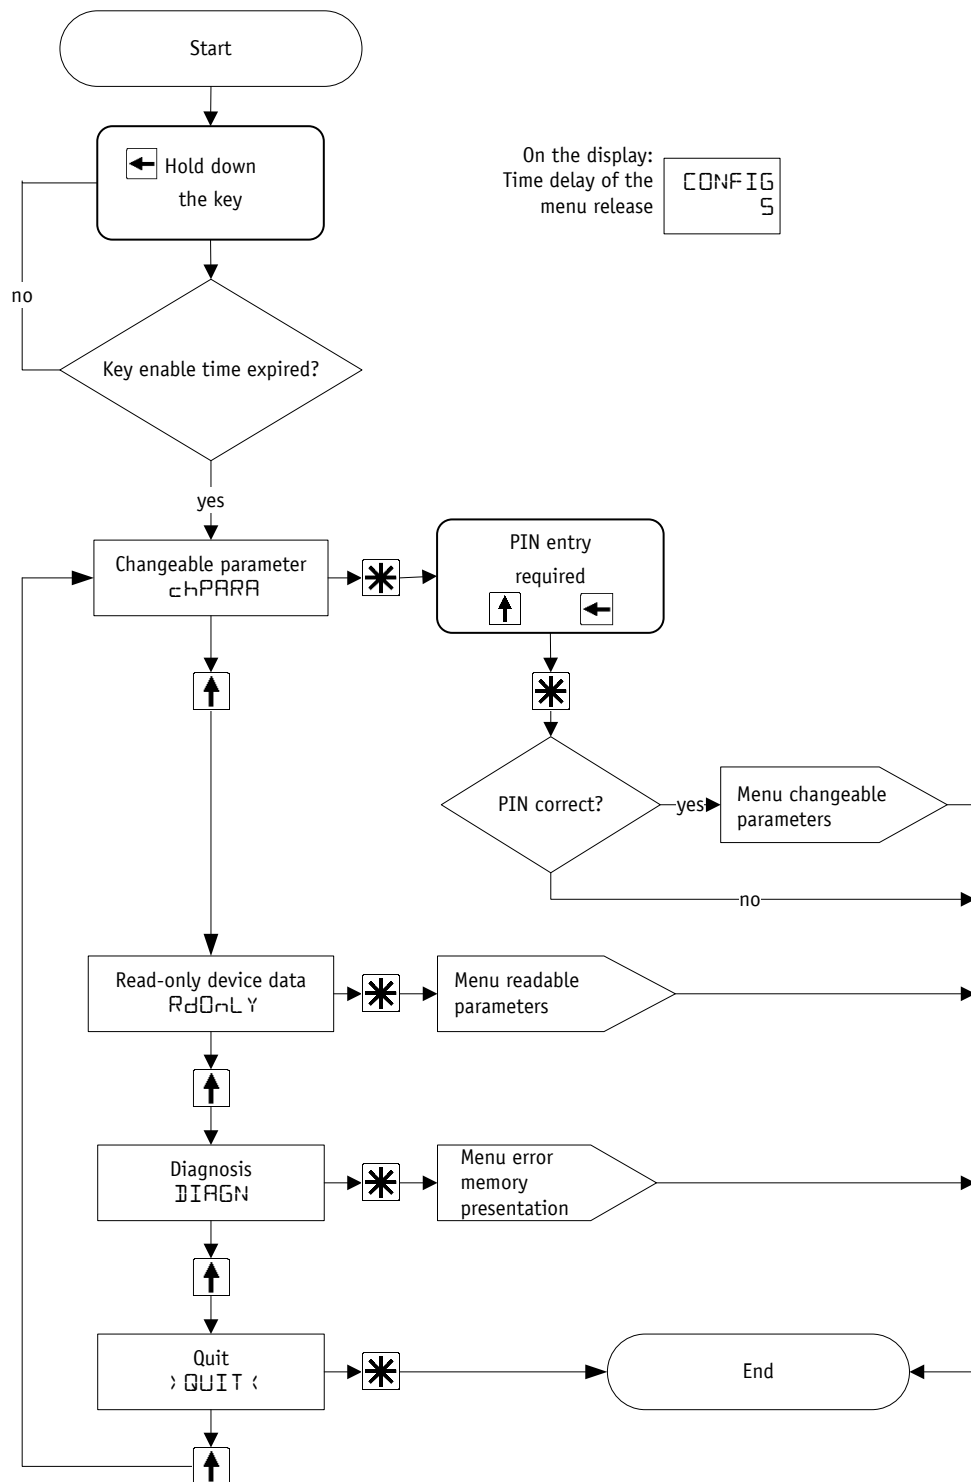 Start
Hold down
the key
On the display:
Time delay of the
menu release
CONFIG
5
no
Key enable time expired?
yes
Changeable parameter
chPARA
PIN entry
required
PIN correct?
yes
Menu changeable
parameters
no
Read-only device data
RdOnLY
Menu readable
parameters
Diagnosis
DIAGN
Menu error
memory
presentation
Quit
>QUIT<
End